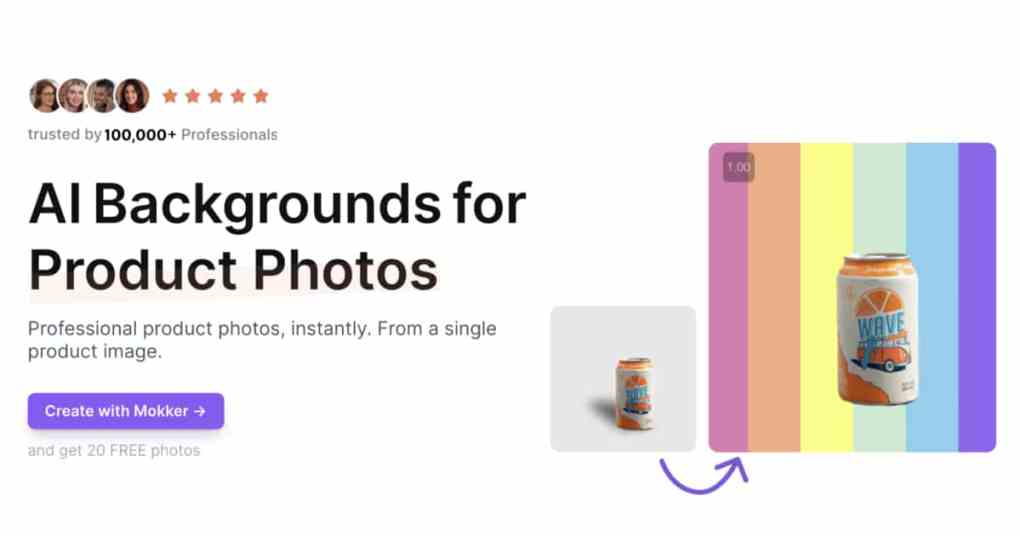 trusted by 100,000+ Professionals
AI Backgrounds for
Product Photos
Professional product photos, instantly. From a single
product image.
Create with Mokker →
and get 20 FREE photos
1.00
WAVE
WAVE